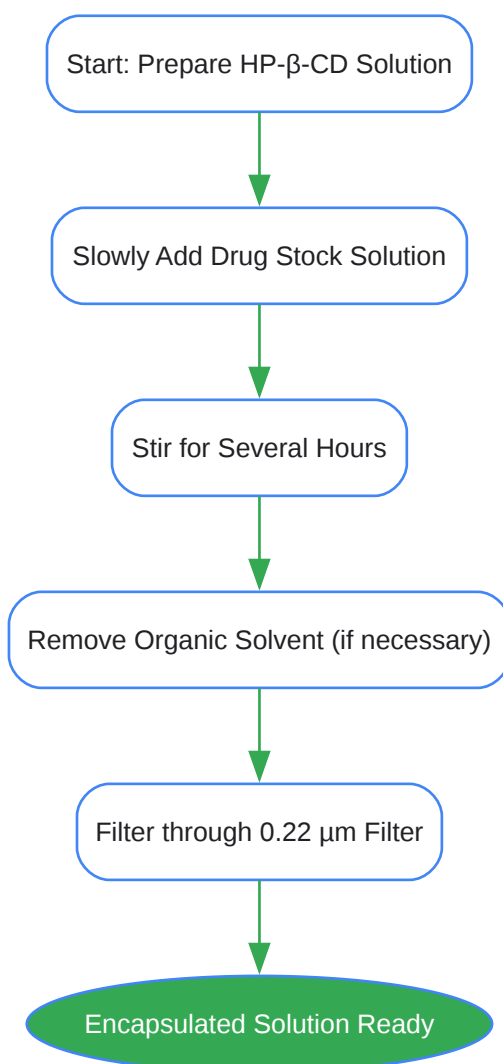 Start: Prepare HP-β-CD Solution
Slowly Add Drug Stock Solution
Stir for Several Hours
Remove Organic Solvent (if necessary)
Filter through 0.22 µm Filter
Encapsulated Solution Ready